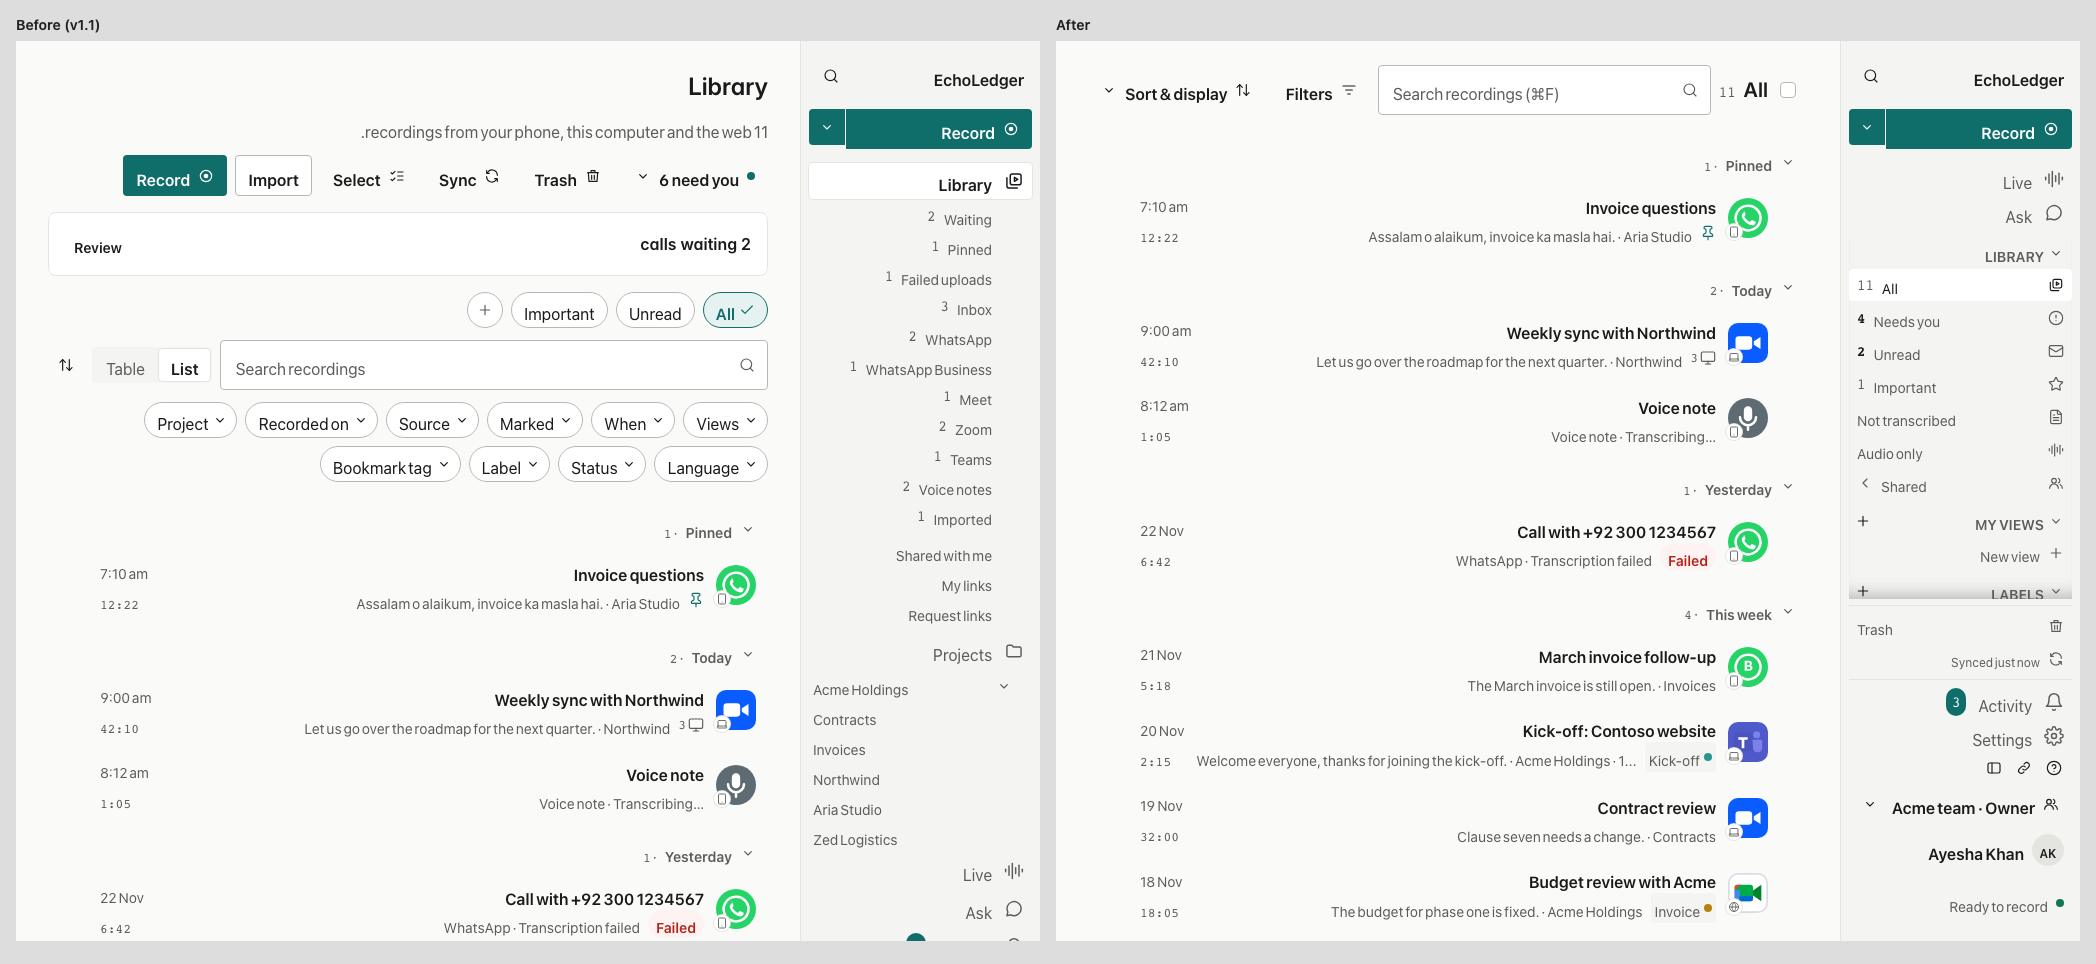 Before (v1.1)
EchoLedger
Record
Library
Waiting 2
Pinned 1
Failed uploads 1
Inbox 3
WhatsApp 2
WhatsApp Business 1
Meet 1
Zoom 2
Teams 1
Voice notes 2
Imported 1
Shared with me
My links
Request links
Projects
Acme Holdings
Contracts
Invoices
Northwind
Aria Studio
Zed Logistics
Live
Ask
Library
.recordings from your phone, this computer and the web 11
6 need you
Trash
Sync
Select
Import
Record
calls waiting 2
Review
All
Unread
Important
Search recordings
List
Table
Views
When
Marked
Source
Recorded on
Project
Language
Status
Label
Bookmark tag
Pinned · 1
Invoice questions
7:10 am
Assalam o alaikum, invoice ka masla hai. · Aria Studio
12:22
Today · 2
Weekly sync with Northwind
9:00 am
3
Let us go over the roadmap for the next quarter. · Northwind
42:10
Voice note
8:12 am
Voice note · Transcribing...
1:05
Yesterday · 1
Call with +92 300 1234567
22 Nov
Failed
WhatsApp · Transcription failed
6:42
After
EchoLedger
Record
Live
Ask
LIBRARY
All 11
Needs you 4
Unread 2
Important 1
Not transcribed
Audio only
Shared
MY VIEWS
New view
LABELS
Trash
Synced just now
Activity 3
Settings
Acme team · Owner
AK
Ayesha Khan
Ready to record
All 11
Search recordings (⌘F)
Filters
Sort & display
Pinned · 1
Invoice questions
7:10 am
Assalam o alaikum, invoice ka masla hai. · Aria Studio
12:22
Today · 2
Weekly sync with Northwind
9:00 am
3
Let us go over the roadmap for the next quarter. · Northwind
42:10
Voice note
8:12 am
Voice note · Transcribing...
1:05
Yesterday · 1
Call with +92 300 1234567
22 Nov
Failed
WhatsApp · Transcription failed
6:42
This week · 4
B
March invoice follow-up
21 Nov
The March invoice is still open. · Invoices
5:18
T
Kick-off: Contoso website
20 Nov
Kick-off
Welcome everyone, thanks for joining the kick-off. · Acme Holdings · 1...
2:15
Contract review
19 Nov
Clause seven needs a change. · Contracts
32:00
Budget review with Acme
18 Nov
Invoice
The budget for phase one is fixed. · Acme Holdings
18:05